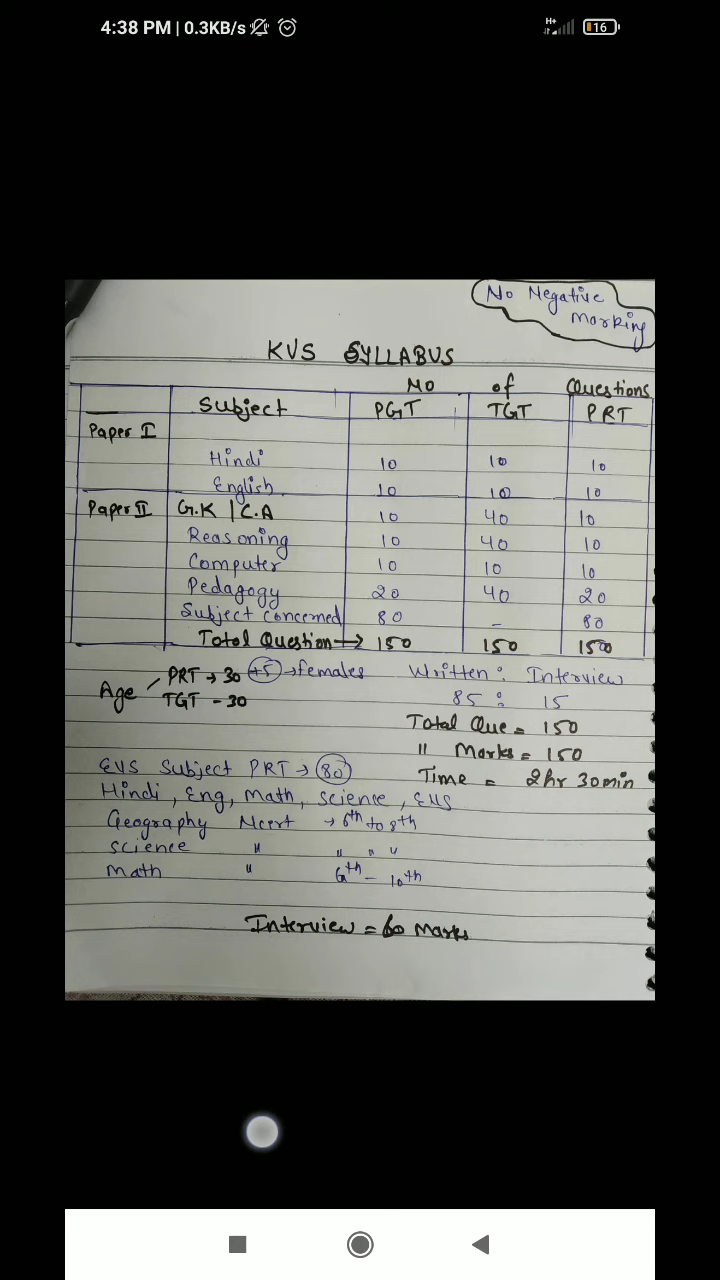 4:38 PM | 0.3KB/s
H+
16
No Negative
Marking
KVS SYLLABUS
No of Questions
Subject PGT TGT PRT
Paper I
Hindi 10 10 10
English 10 10 10
Paper II G.K | C.A 10 40 10
Reasoning 10 40 10
Computer 10 10 10
Pedagogy 20 40 20
Subject Concerned 80 - 80
Total Question → 150 150 150
Age PRT → 30 +5 → females
TGT - 30
Written : Interview
85 : 15
Total Que = 150
" Marks = 150
Time = 2hr 30min
EVS Subject PRT → 80
Hindi, Eng, Math, Science, EVS
Geography Ncert → 6th to 8th
Science " " " "
Math " 6th - 10th
Interview = 60 Marks